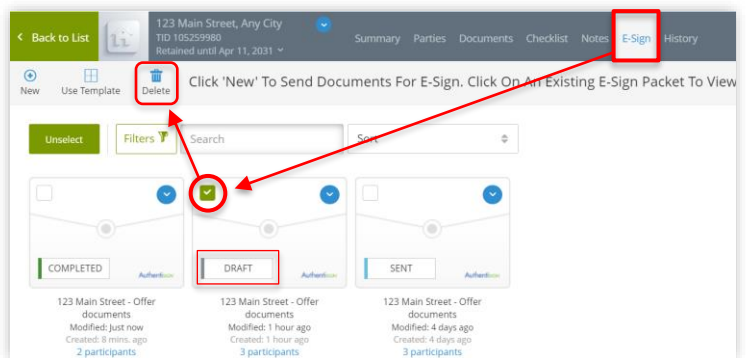 < Back to List
123 Main Street, Any City
TID 105259980
Retained until Apr 11, 2031
Summary Parties Documents Checklist Notes E-Sign History
New Use Template Delete
Click 'New' To Send Documents For E-Sign. Click On An Existing E-Sign Packet To View
Unselect Filters Search Sort
COMPLETED Authentisign
DRAFT Authentisign
SENT Authentisign
123 Main Street - Offer
documents
Modified: Just now
Created: 8 mins. ago
2 participants
123 Main Street - Offer
documents
Modified: 1 hour ago
Created: 1 hour ago
3 participants
123 Main Street - Offer
documents
Modified: 4 days ago
Created: 4 days ago
3 participants